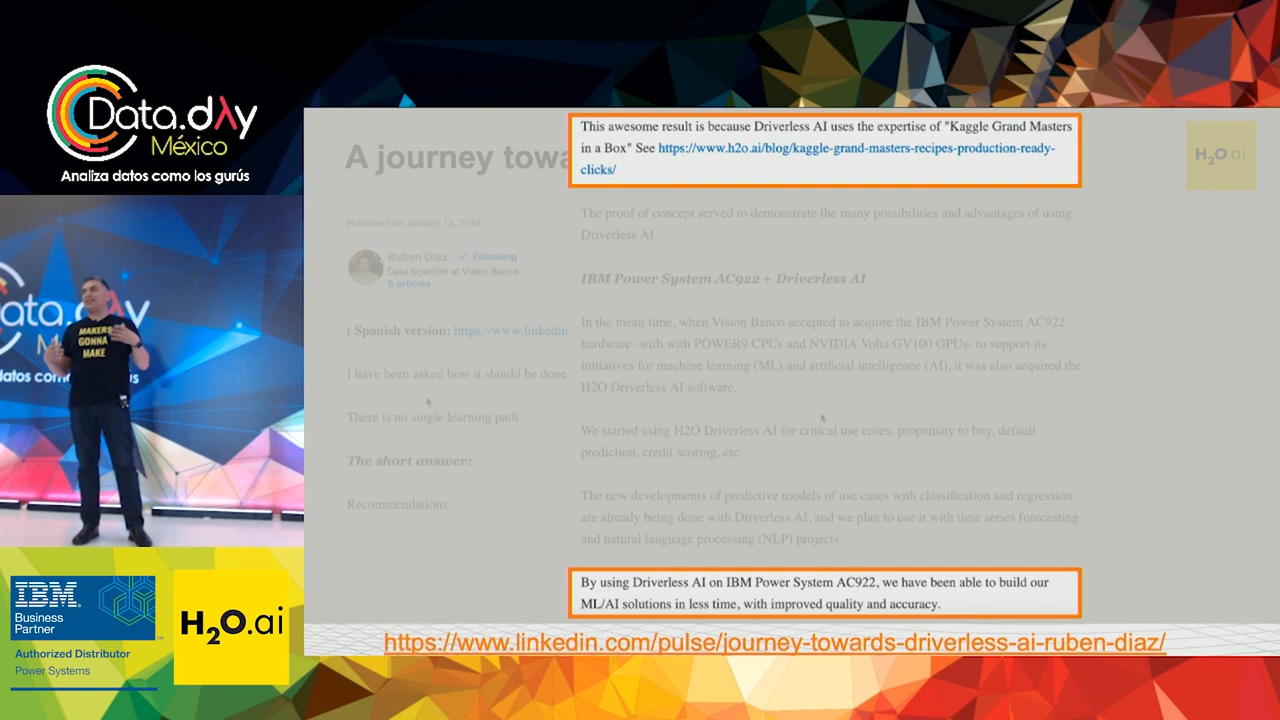 Data.dAy
México
Analiza datos como los gurús
This awesome result is because Driverless AI uses the expertise of "Kaggle Grand Masters
in a Box" See https://www.h2o.ai/blog/kaggle-grand-masters-recipes-production-ready-
clicks/
A journey towa
H2O.ai
Published on January 13, 2019
Ruben Diaz ✓ Following
Data Scientist at Vision Banco
5 articles
( Spanish version: https://www.linkedin
I have been asked how it should be done
There is no single learning path.
The short answer:
Recommendations:
The proof of concept served to demonstrate the many possibilities and advantages of using
Driverless AI.
IBM Power System AC922 + Driverless AI
In the mean time, when Vision Banco accepted to acquire the IBM Power System AC922
hardware -with with POWER9 CPUs and NVIDIA Volta GV100 GPUs- to support its
initiatives for machine learning (ML) and artificial intelligence (AI), it was also acquired the
H2O Driverless AI software.
We started using H2O Driverless AI for critical use cases: propensity to buy, default
prediction, credit scoring, etc.
The new developments of predictive models of use cases with classification and regression
are already being done with Driverless AI, and we plan to use it with time series forecasting
and natural language processing (NLP) projects.
By using Driverless AI on IBM Power System AC922, we have been able to build our
ML/AI solutions in less time, with improved quality and accuracy.
https://www.linkedin.com/pulse/journey-towards-driverless-ai-ruben-diaz/
ata.dAy
M
datos com
us
MAKERS
GONNA
MAKE
IBM
Business
Partner
Authorized Distributor
Power Systems
H2O.ai